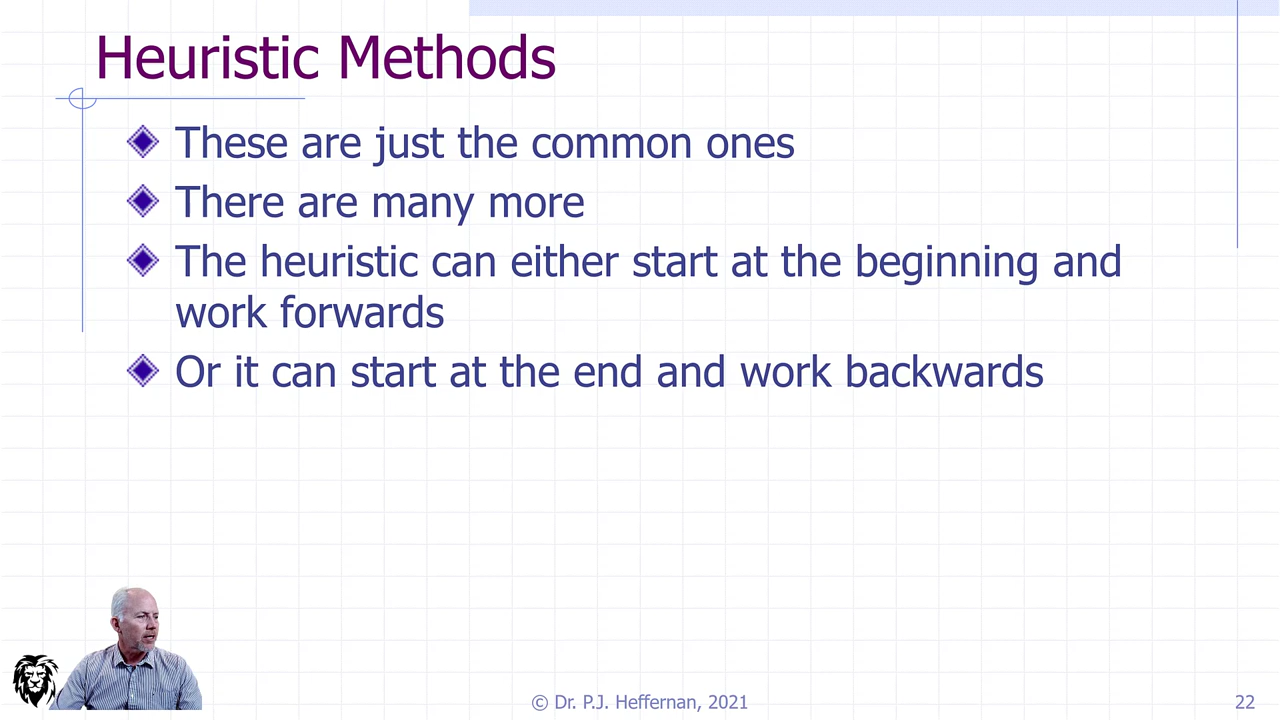 Heuristic Methods
These are just the common ones
There are many more
The heuristic can either start at the beginning and
work forwards
Or it can start at the end and work backwards
© Dr. P.J. Heffernan, 2021
22